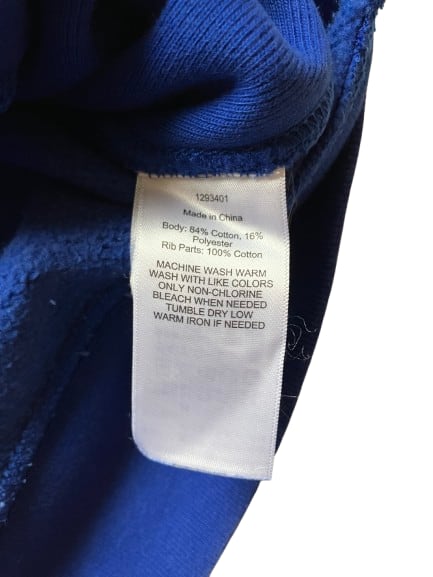 1293401
Made in China
Body: 84% Cotton, 16%
Polyester
Rib Parts: 100% Cotton
MACHINE WASH WARM
WASH WITH LIKE COLORS
ONLY NON-CHLORINE
BLEACH WHEN NEEDED
TUMBLE DRY LOW
WARM IRON IF NEEDED